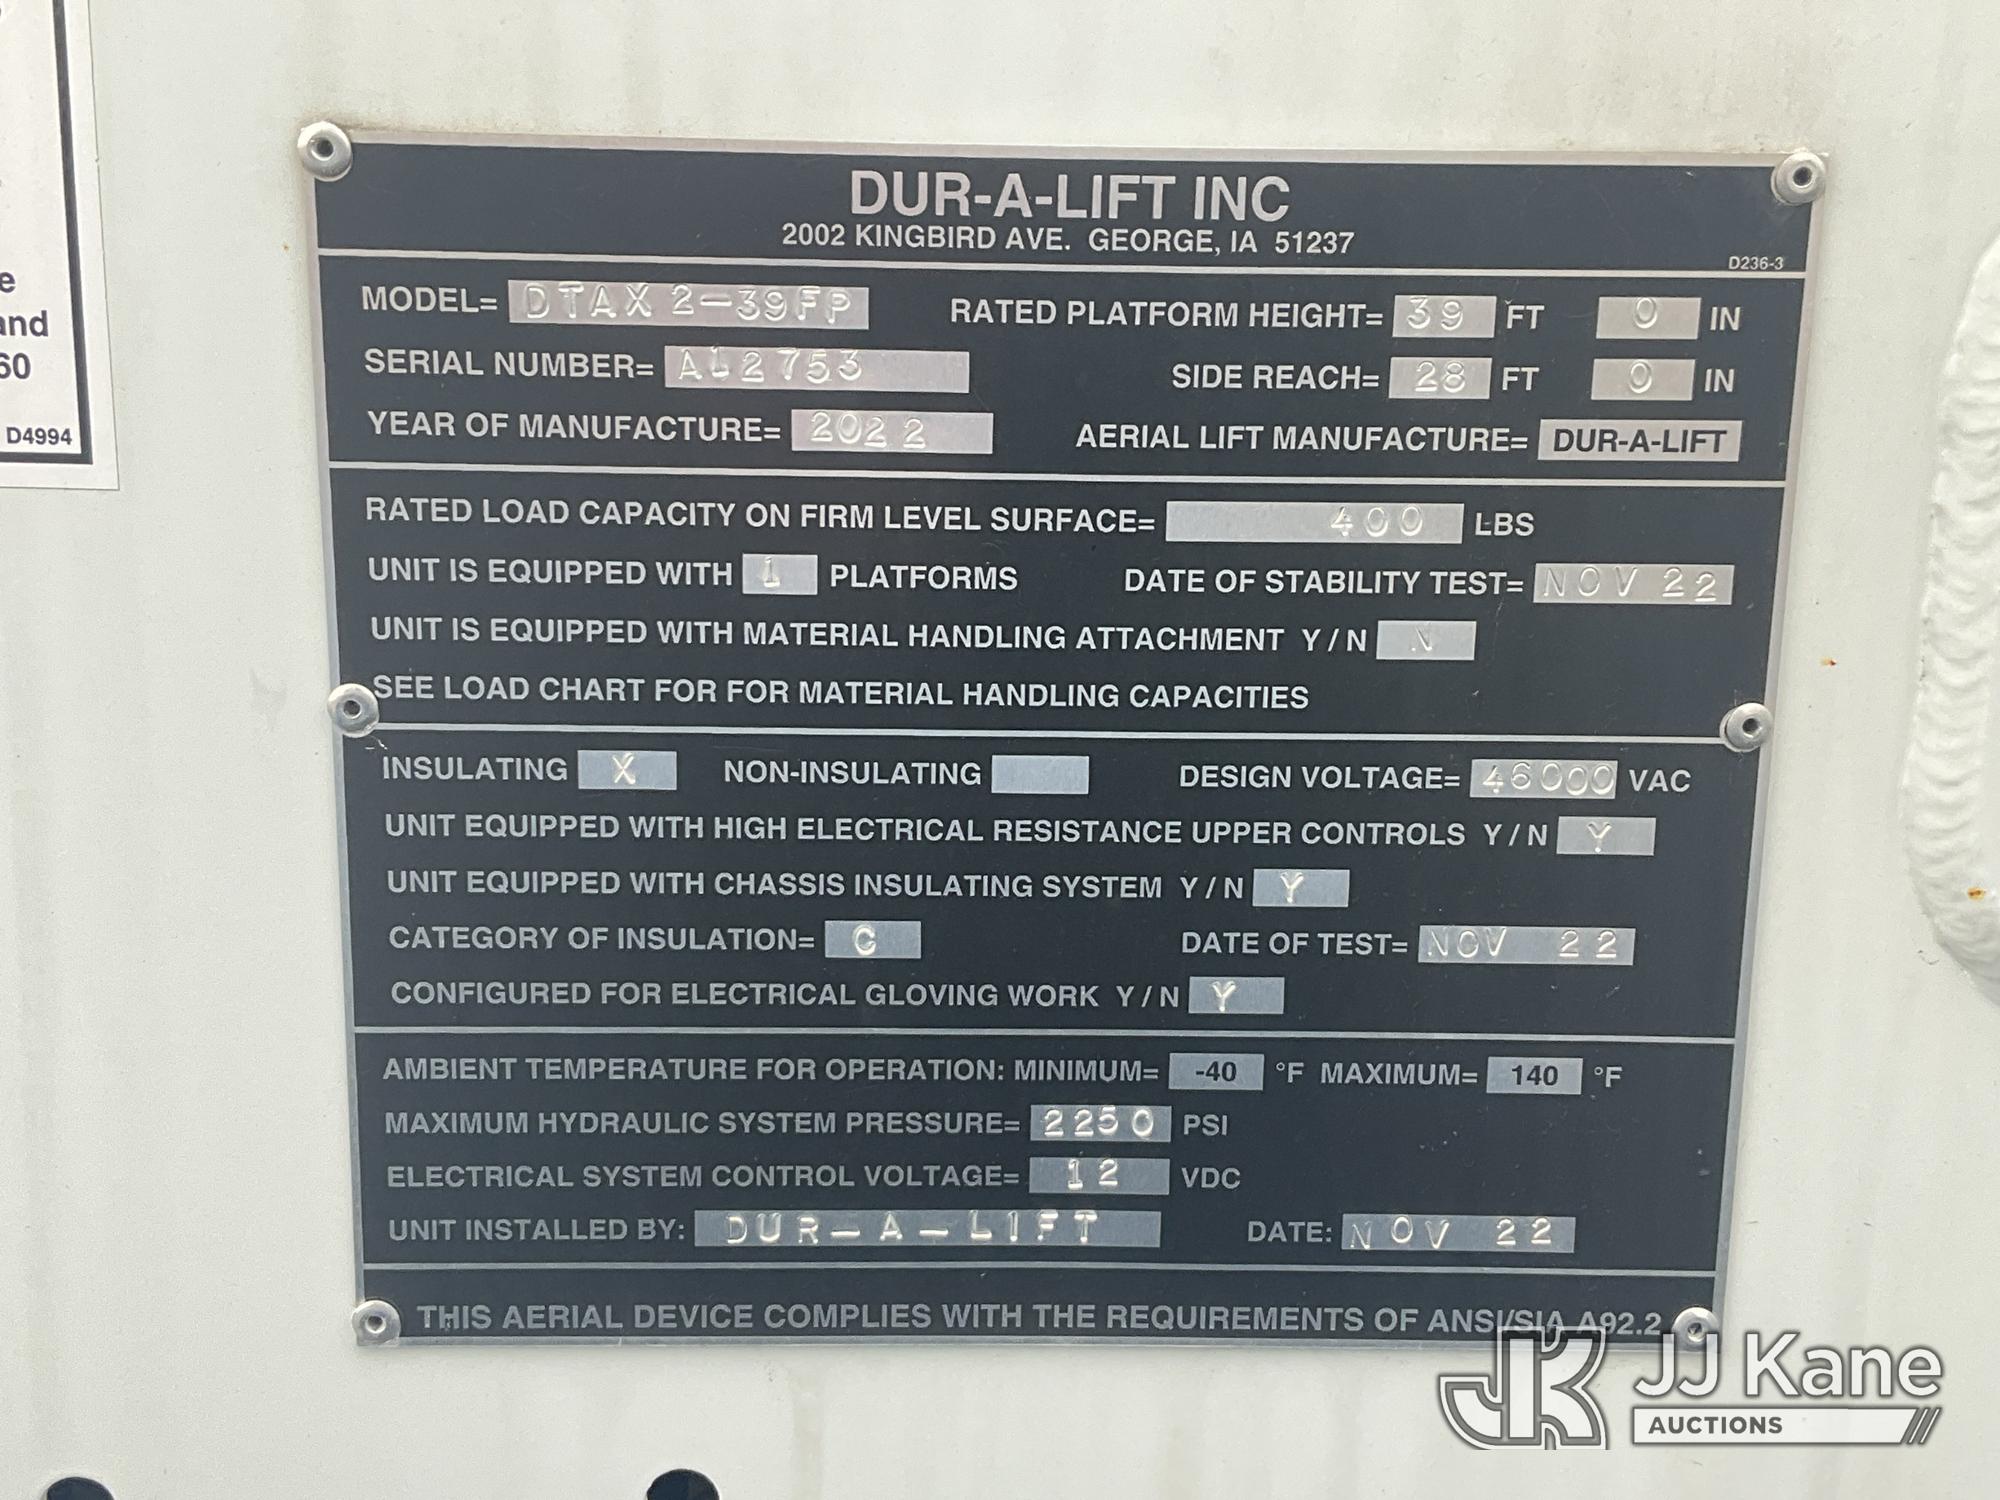 e
and
60
D4994
DUR-A-LIFT INC
2002 KINGBIRD AVE. GEORGE, IA 51237
D236-3
MODEL= DTAX 2-39FP RATED PLATFORM HEIGHT= 39 FT 0 IN
SERIAL NUMBER= AL2753 SIDE REACH= 28 FT 0 IN
YEAR OF MANUFACTURE= 2022 AERIAL LIFT MANUFACTURE= DUR-A-LIFT
RATED LOAD CAPACITY ON FIRM LEVEL SURFACE= 400 LBS
UNIT IS EQUIPPED WITH 1 PLATFORMS DATE OF STABILITY TEST= NOV 22
UNIT IS EQUIPPED WITH MATERIAL HANDLING ATTACHMENT Y / N N
SEE LOAD CHART FOR FOR MATERIAL HANDLING CAPACITIES
INSULATING X NON-INSULATING DESIGN VOLTAGE= 46000 VAC
UNIT EQUIPPED WITH HIGH ELECTRICAL RESISTANCE UPPER CONTROLS Y / N Y
UNIT EQUIPPED WITH CHASSIS INSULATING SYSTEM Y / N Y
CATEGORY OF INSULATION= C DATE OF TEST= NOV 22
CONFIGURED FOR ELECTRICAL GLOVING WORK Y / N Y
AMBIENT TEMPERATURE FOR OPERATION: MINIMUM= -40 °F MAXIMUM= 140 °F
MAXIMUM HYDRAULIC SYSTEM PRESSURE= 2250 PSI
ELECTRICAL SYSTEM CONTROL VOLTAGE= 12 VDC
UNIT INSTALLED BY: DUR-A-LIFT DATE: NOV 22
THIS AERIAL DEVICE COMPLIES WITH THE REQUIREMENTS OF ANSI/SIA A92.2
JK JJ Kane
AUCTIONS